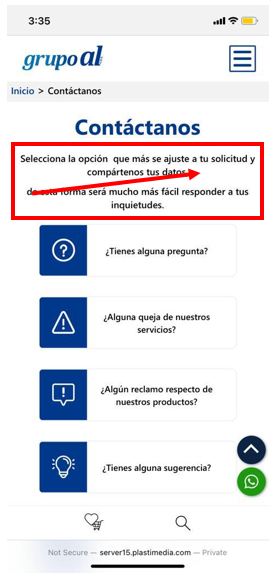 3:35
grupo al
Inicio > Contáctanos
Contáctanos
Selecciona la opción que más se ajuste a tu solicitud y
compártenos tus datos,
de esta forma será mucho más fácil responder a tus
inquietudes.
¿Tienes alguna pregunta?
¿Alguna queja de nuestros
servicios?
¿Algún reclamo respecto de
nuestros productos?
¿Tienes alguna sugerencia?
Not Secure — server15.plastimedia.com — Private